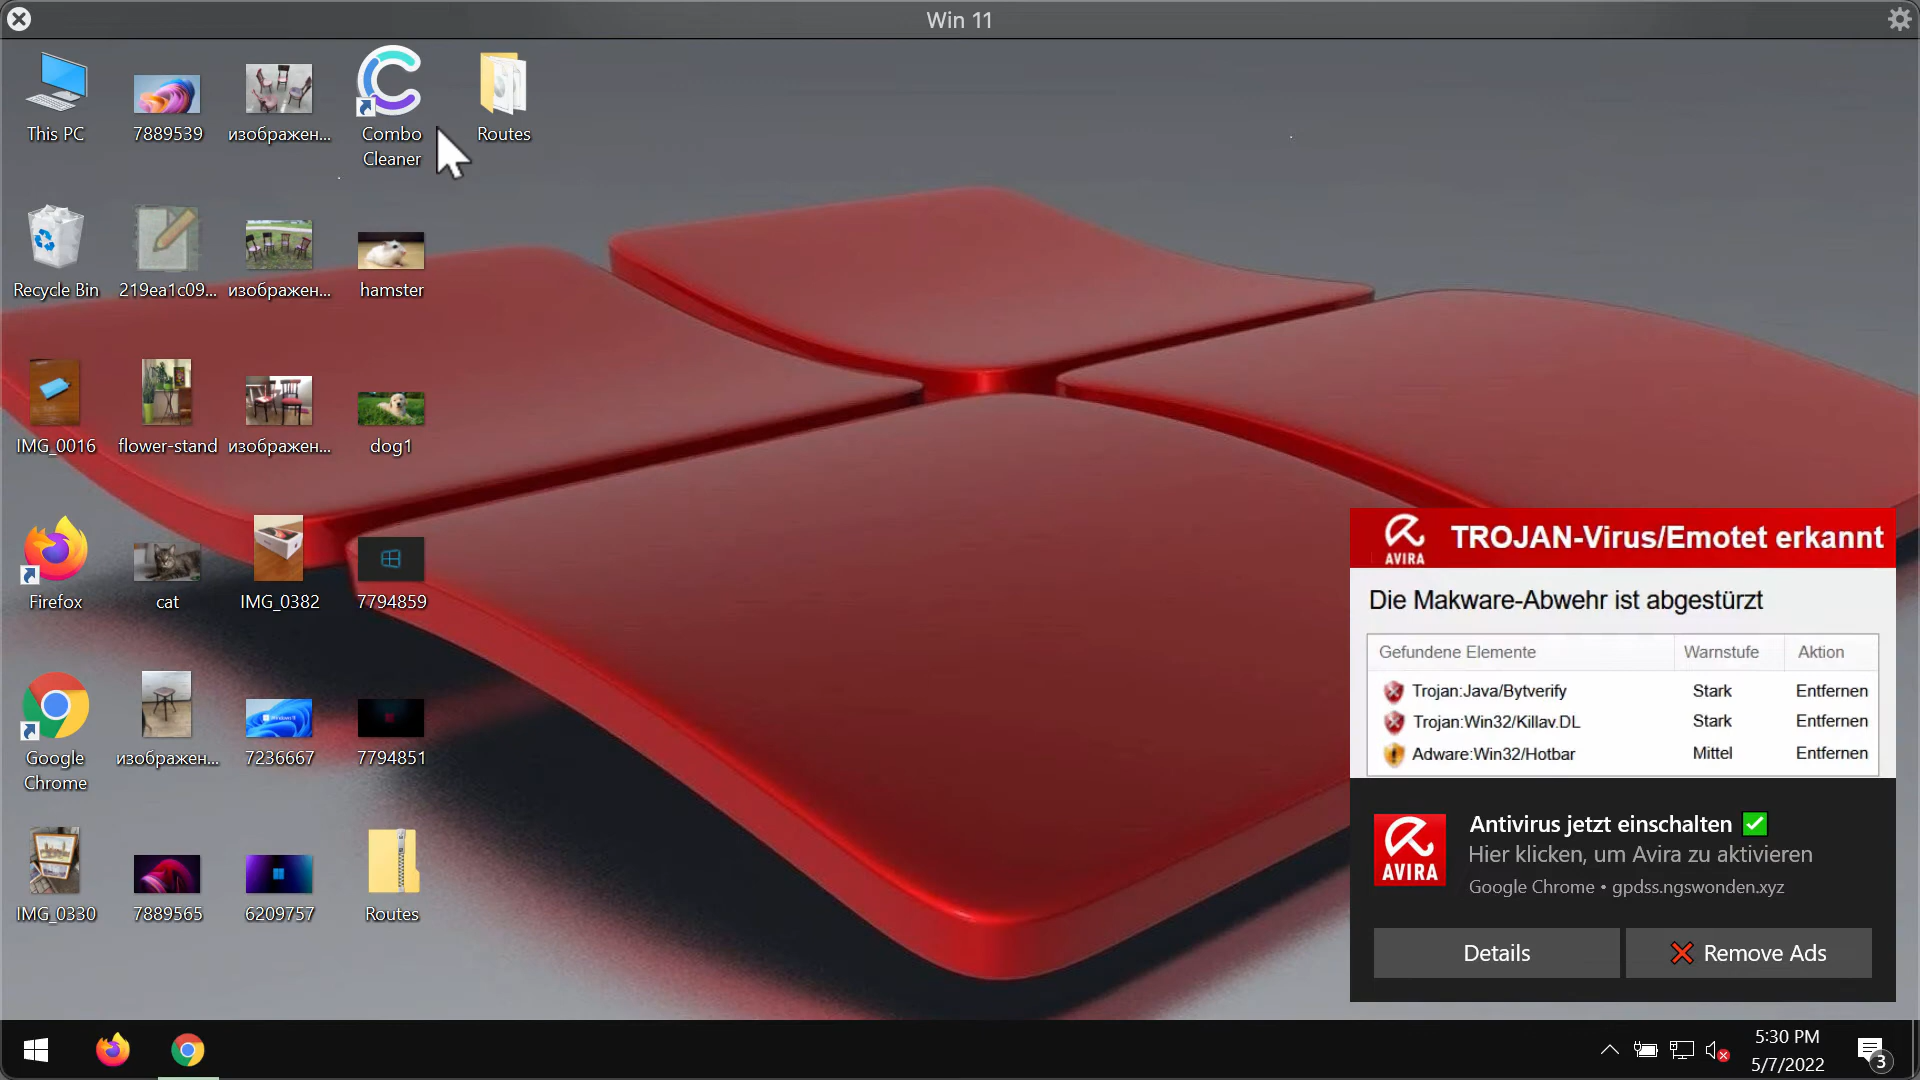 Win 11
This PC
7889539
изображен...
Combo
Cleaner
Routes
Recycle Bin
219ea1c09...
изображен...
hamster
IMG_0016
flower-stand
изображен...
dog1
Firefox
cat
IMG_0382
7794859
Google
Chrome
изображен...
7236667
7794851
IMG_0330
7889565
6209757
Routes
AVIRA
TROJAN-Virus/Emotet erkannt
Die Makware-Abwehr ist abgestürzt
Gefundene Elemente Warnstufe Aktion
Trojan:Java/Bytverify Stark Entfernen
Trojan:Win32/Killav.DL Stark Entfernen
Adware:Win32/Hotbar Mittel Entfernen
AVIRA
Antivirus jetzt einschalten
Hier klicken, um Avira zu aktivieren
Google Chrome • gpdss.ngswonden.xyz
Details
Remove Ads
5:30 PM
5/7/2022
3